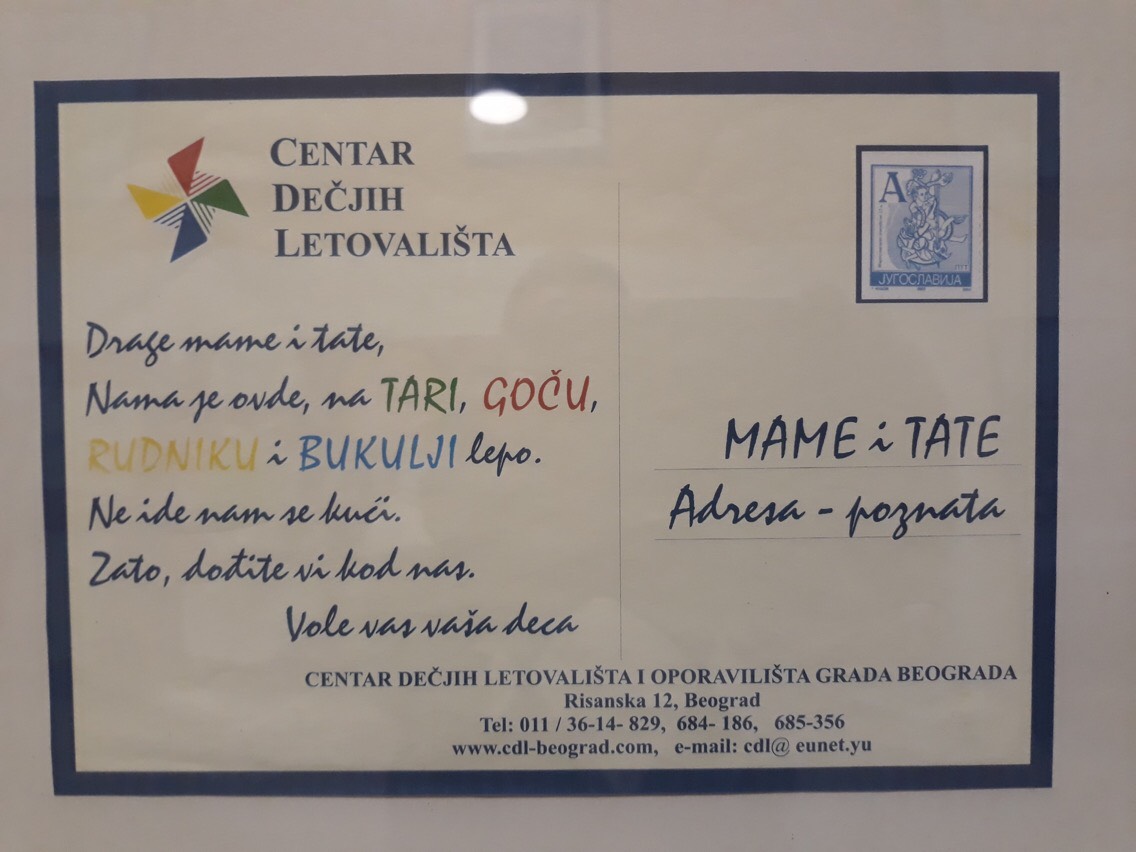 CENTAR
DEČJIH
LETOVALIŠTA
A
ЈУГОСЛАВИЈА
Drage mame i tate,
Nama je ovde, na TARI, GOČU,
RUDNIKU i BUKULJI lepo.
Ne ide nam se kući.
Zato, dođite vi kod nas.
Vole vas vaša deca
MAME i TATE
Adresa - poznata
CENTAR DEČJIH LETOVALIŠTA I OPORAVILIŠTA GRADA BEOGRADA
Risanska 12, Beograd
Tel: 011 / 36-14- 829, 684- 186, 685-356
www.cdl-beograd.com, e-mail: cdl@ eunet.yu